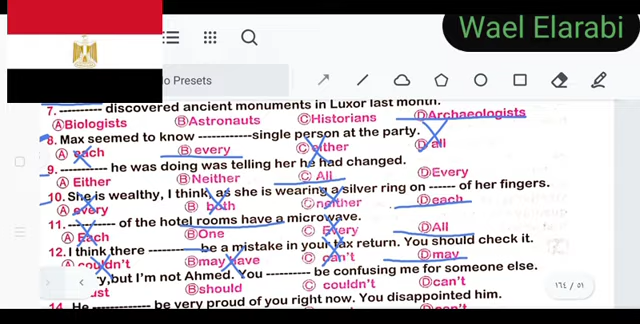 Wael Elarabi
o Presets
7. ---------- discovered ancient monuments in Luxor last month.
Ⓐ Biologists Ⓑ Astronauts Ⓒ Historians Ⓓ Archaeologists
8. Max seemed to know ------------single person at the party.
Ⓐ each Ⓑ every Ⓒ either Ⓓ all
9. ----------- he was doing was telling her he had changed.
Ⓐ Either Ⓑ Neither Ⓒ All Ⓓ Every
10. She is wealthy, I think, as she is wearing a silver ring on ------ of her fingers.
Ⓐ every Ⓑ both Ⓒ neither Ⓓ each
11. ---------- of the hotel rooms have a microwave.
Ⓐ Each Ⓑ One Ⓒ Every Ⓓ All
12. I think there ---------- be a mistake in your tax return. You should check it.
Ⓐ couldn't Ⓑ may have Ⓒ can't Ⓓ may
ry, but I'm not Ahmed. You ---------- be confusing me for someone else.
ust Ⓑ should Ⓒ couldn't Ⓓ can't
14. He ------------- be very proud of you right now. You disappointed him.
١٦٤ / ٥١